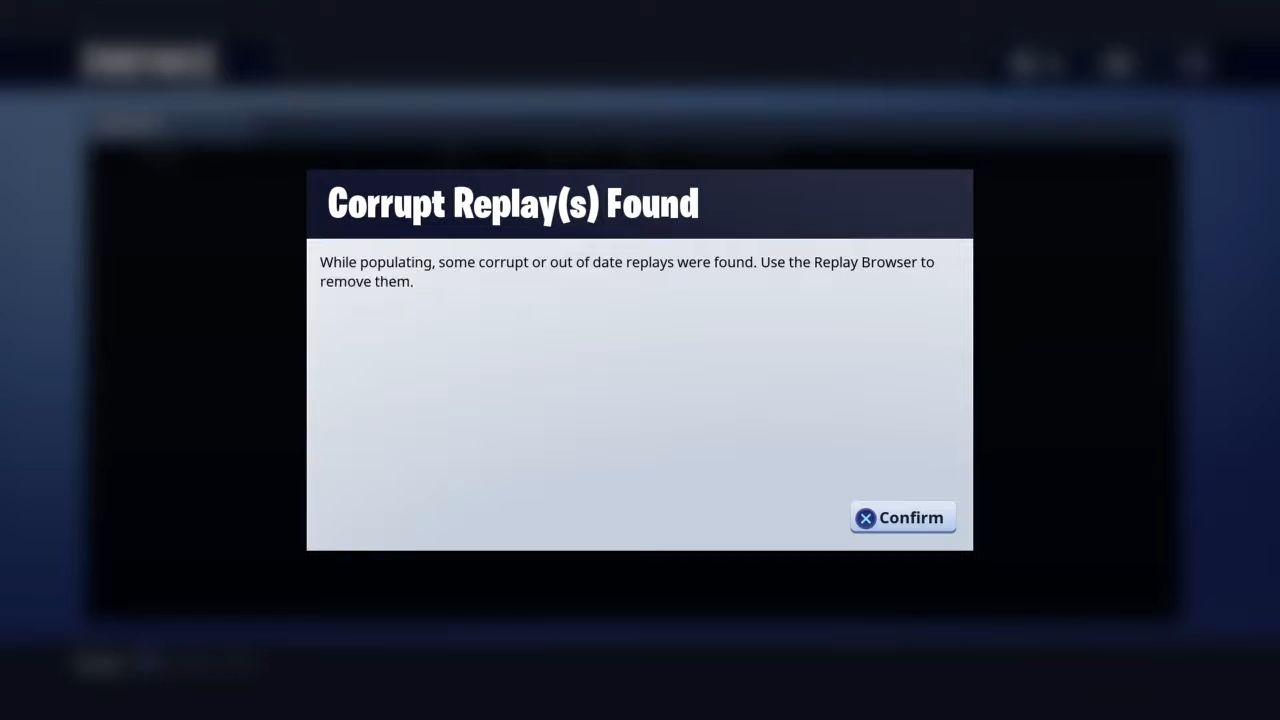 Corrupt Replay(s) Found
While populating, some corrupt or out of date replays were found. Use the Replay Browser to
remove them.
Confirm